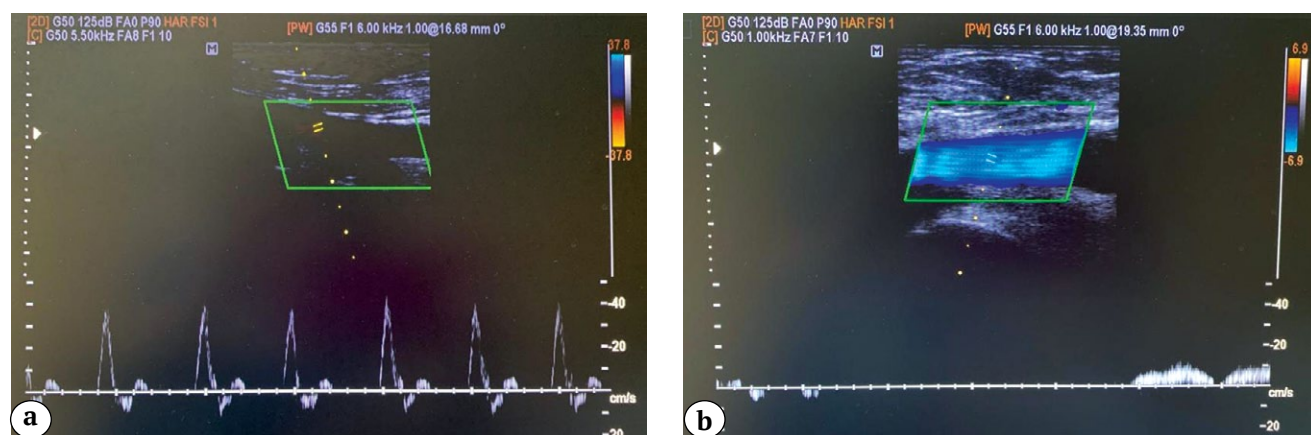 [2D] G50 125dB FA0 P90 HAR FSI 1
[C] G50 5.50kHz FA8 F1 10
[PW] G55 F1 6.00 kHz 1.00@16.68 mm 0°
M
37.8
-37.8
-40
-20
cm/s
-20
a
[2D] G50 125dB FA0 P90 HAR FSI 1
[C] G50 1.00kHz FA7 F1 10
[PW] G55 F1 6.00 kHz 1.00@19.35 mm 0°
M
6.9
-6.9
-40
-20
cm/s
-20
b